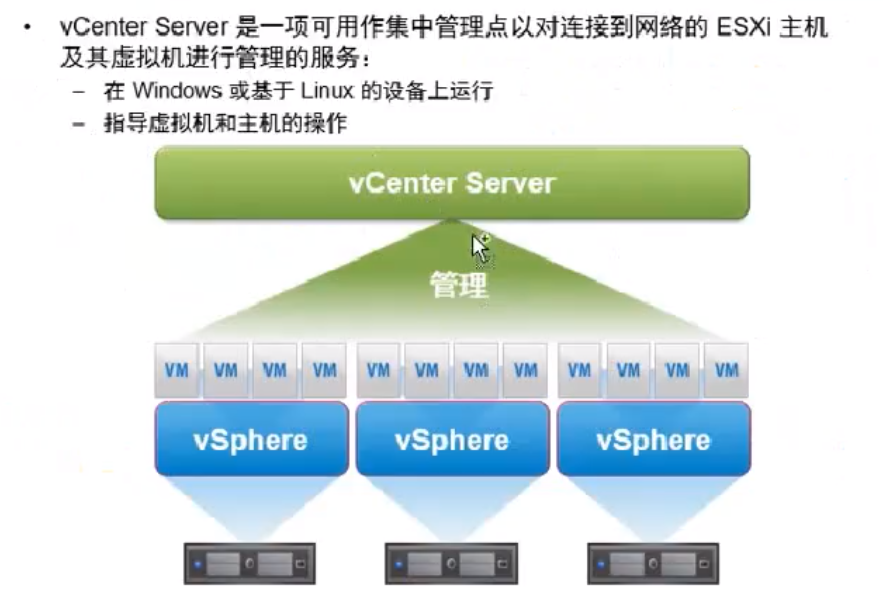 • vCenter Server 是一项可用作集中管理点以对连接到网络的 ESXi 主机
及其虚拟机进行管理的服务：
– 在 Windows 或基于 Linux 的设备上运行
– 指导虚拟机和主机的操作
vCenter Server
管理
VM VM VM VM VM VM VM VM VM VM VM VM
vSphere vSphere vSphere